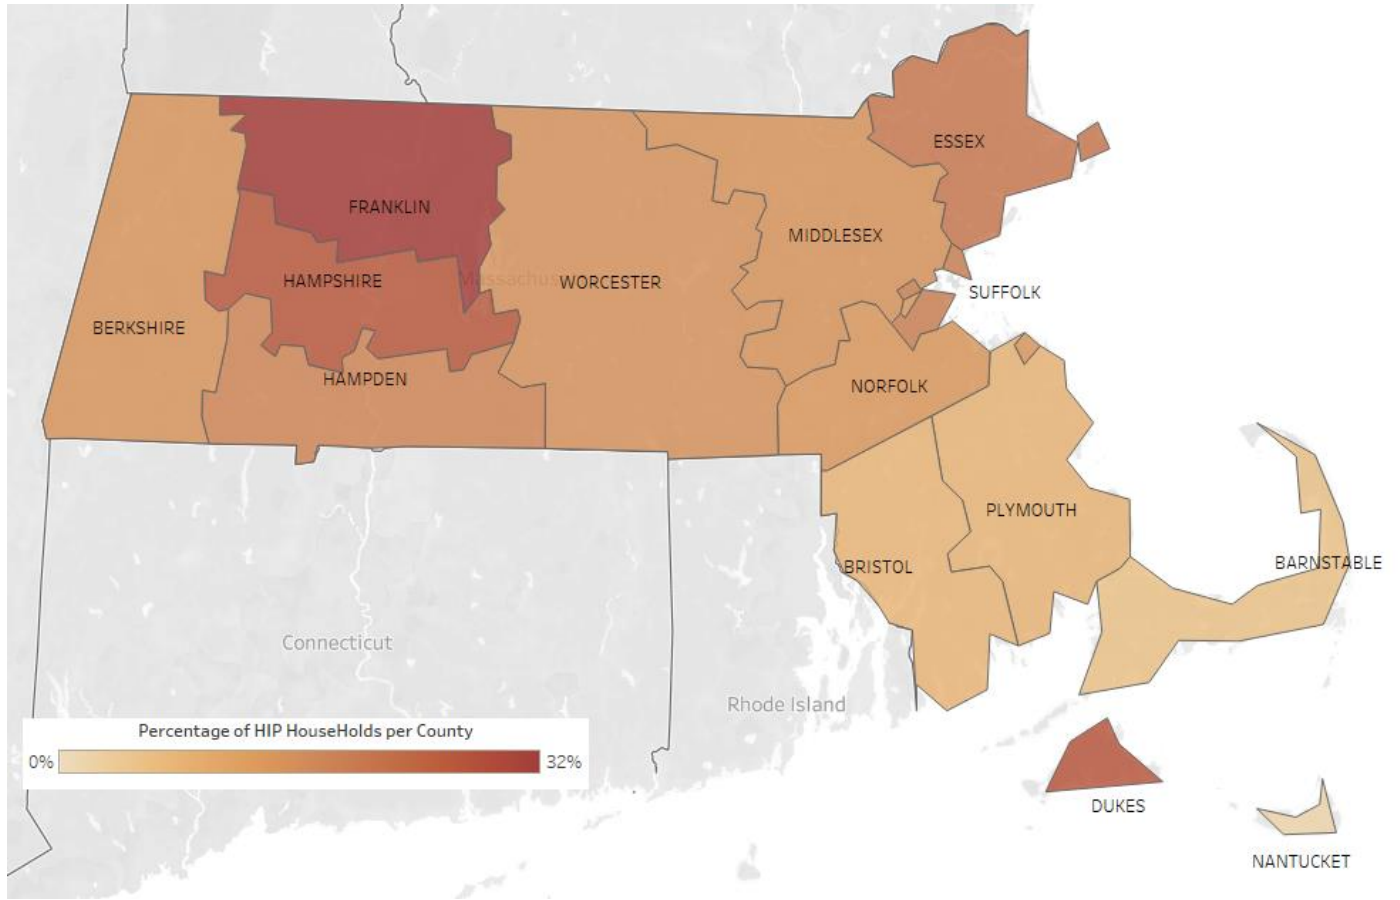 ESSEX
FRANKLIN
MIDDLESEX
HAMPSHIRE
Massachus
WORCESTER
SUFFOLK
BERKSHIRE
HAMPDEN
NORFOLK
PLYMOUTH
BRISTOL
BARNSTABLE
Connecticut
Rhode Island
Percentage of HIP HouseHolds per County
0%
32%
DUKES
NANTUCKET